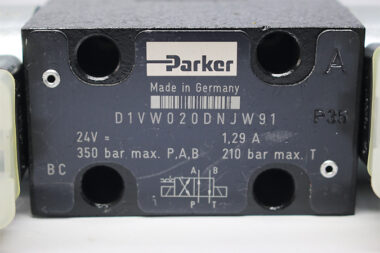 Parker
A
Made in Germany
D1VW020DNJW91
P35
24V = 1,29 A
350 bar max. P,A,B 210 bar max. T
BC
A B
P T